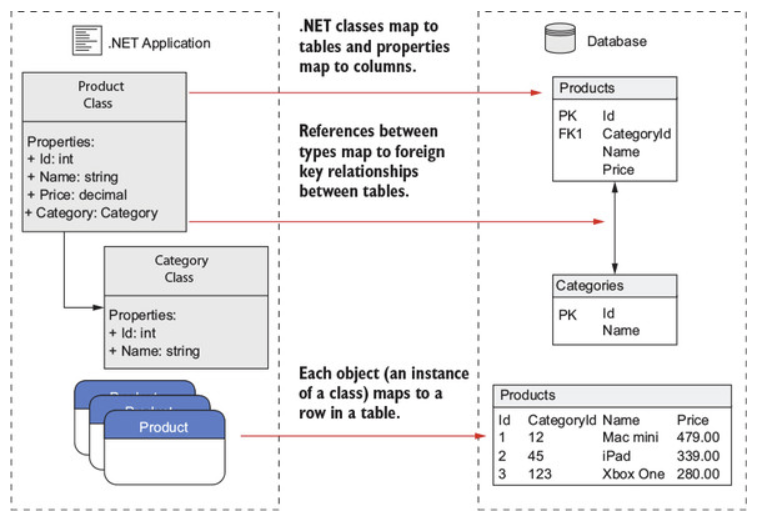 .NET Application
Product
Class
Properties:
+ Id: int
+ Name: string
+ Price: decimal
+ Category: Category
Category
Class
Properties:
+ Id: int
+ Name: string
Product
.NET classes map to
tables and properties
map to columns.
References between
types map to foreign
key relationships
between tables.
Each object (an instance
of a class) maps to a
row in a table.
Database
Products
PK Id
FK1 CategoryId
Name
Price
Categories
PK Id
Name
Products
Id CategoryId Name Price
1 12 Mac mini 479.00
2 45 iPad 339.00
3 123 Xbox One 280.00